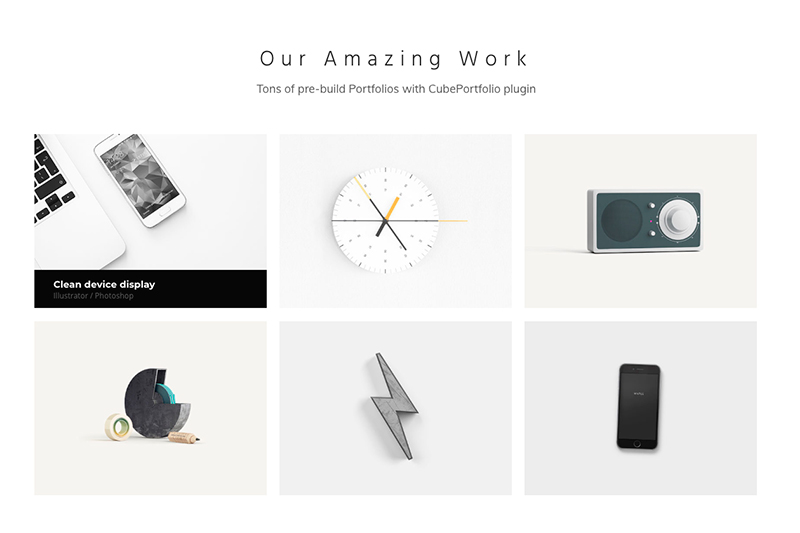 Our Amazing Work
Tons of pre-build Portfolios with CubePortfolio plugin
Clean device display
Illustrator / Photoshop